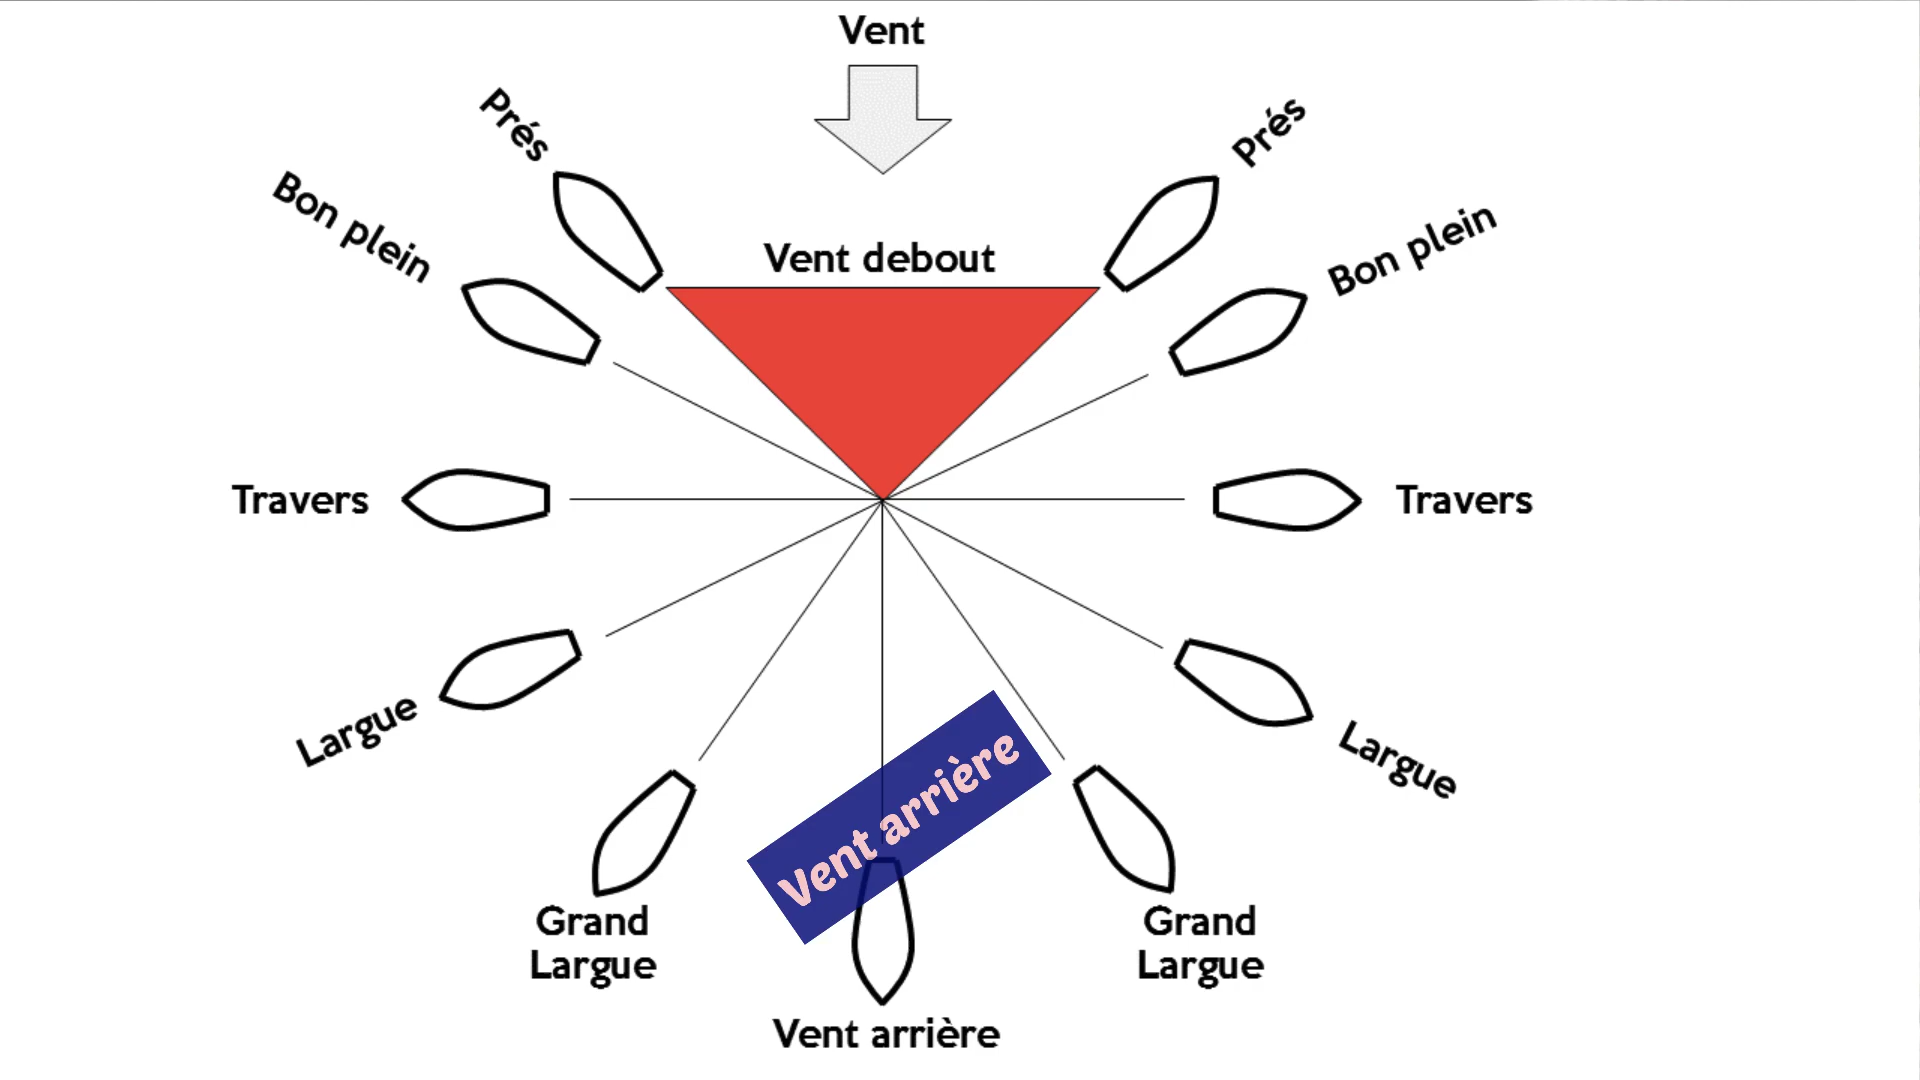 Vent
Prés
Prés
Bon plein
Bon plein
Vent debout
Travers
Travers
Largue
Largue
Vent arrière
Grand
Largue
Grand
Largue
Vent arrière